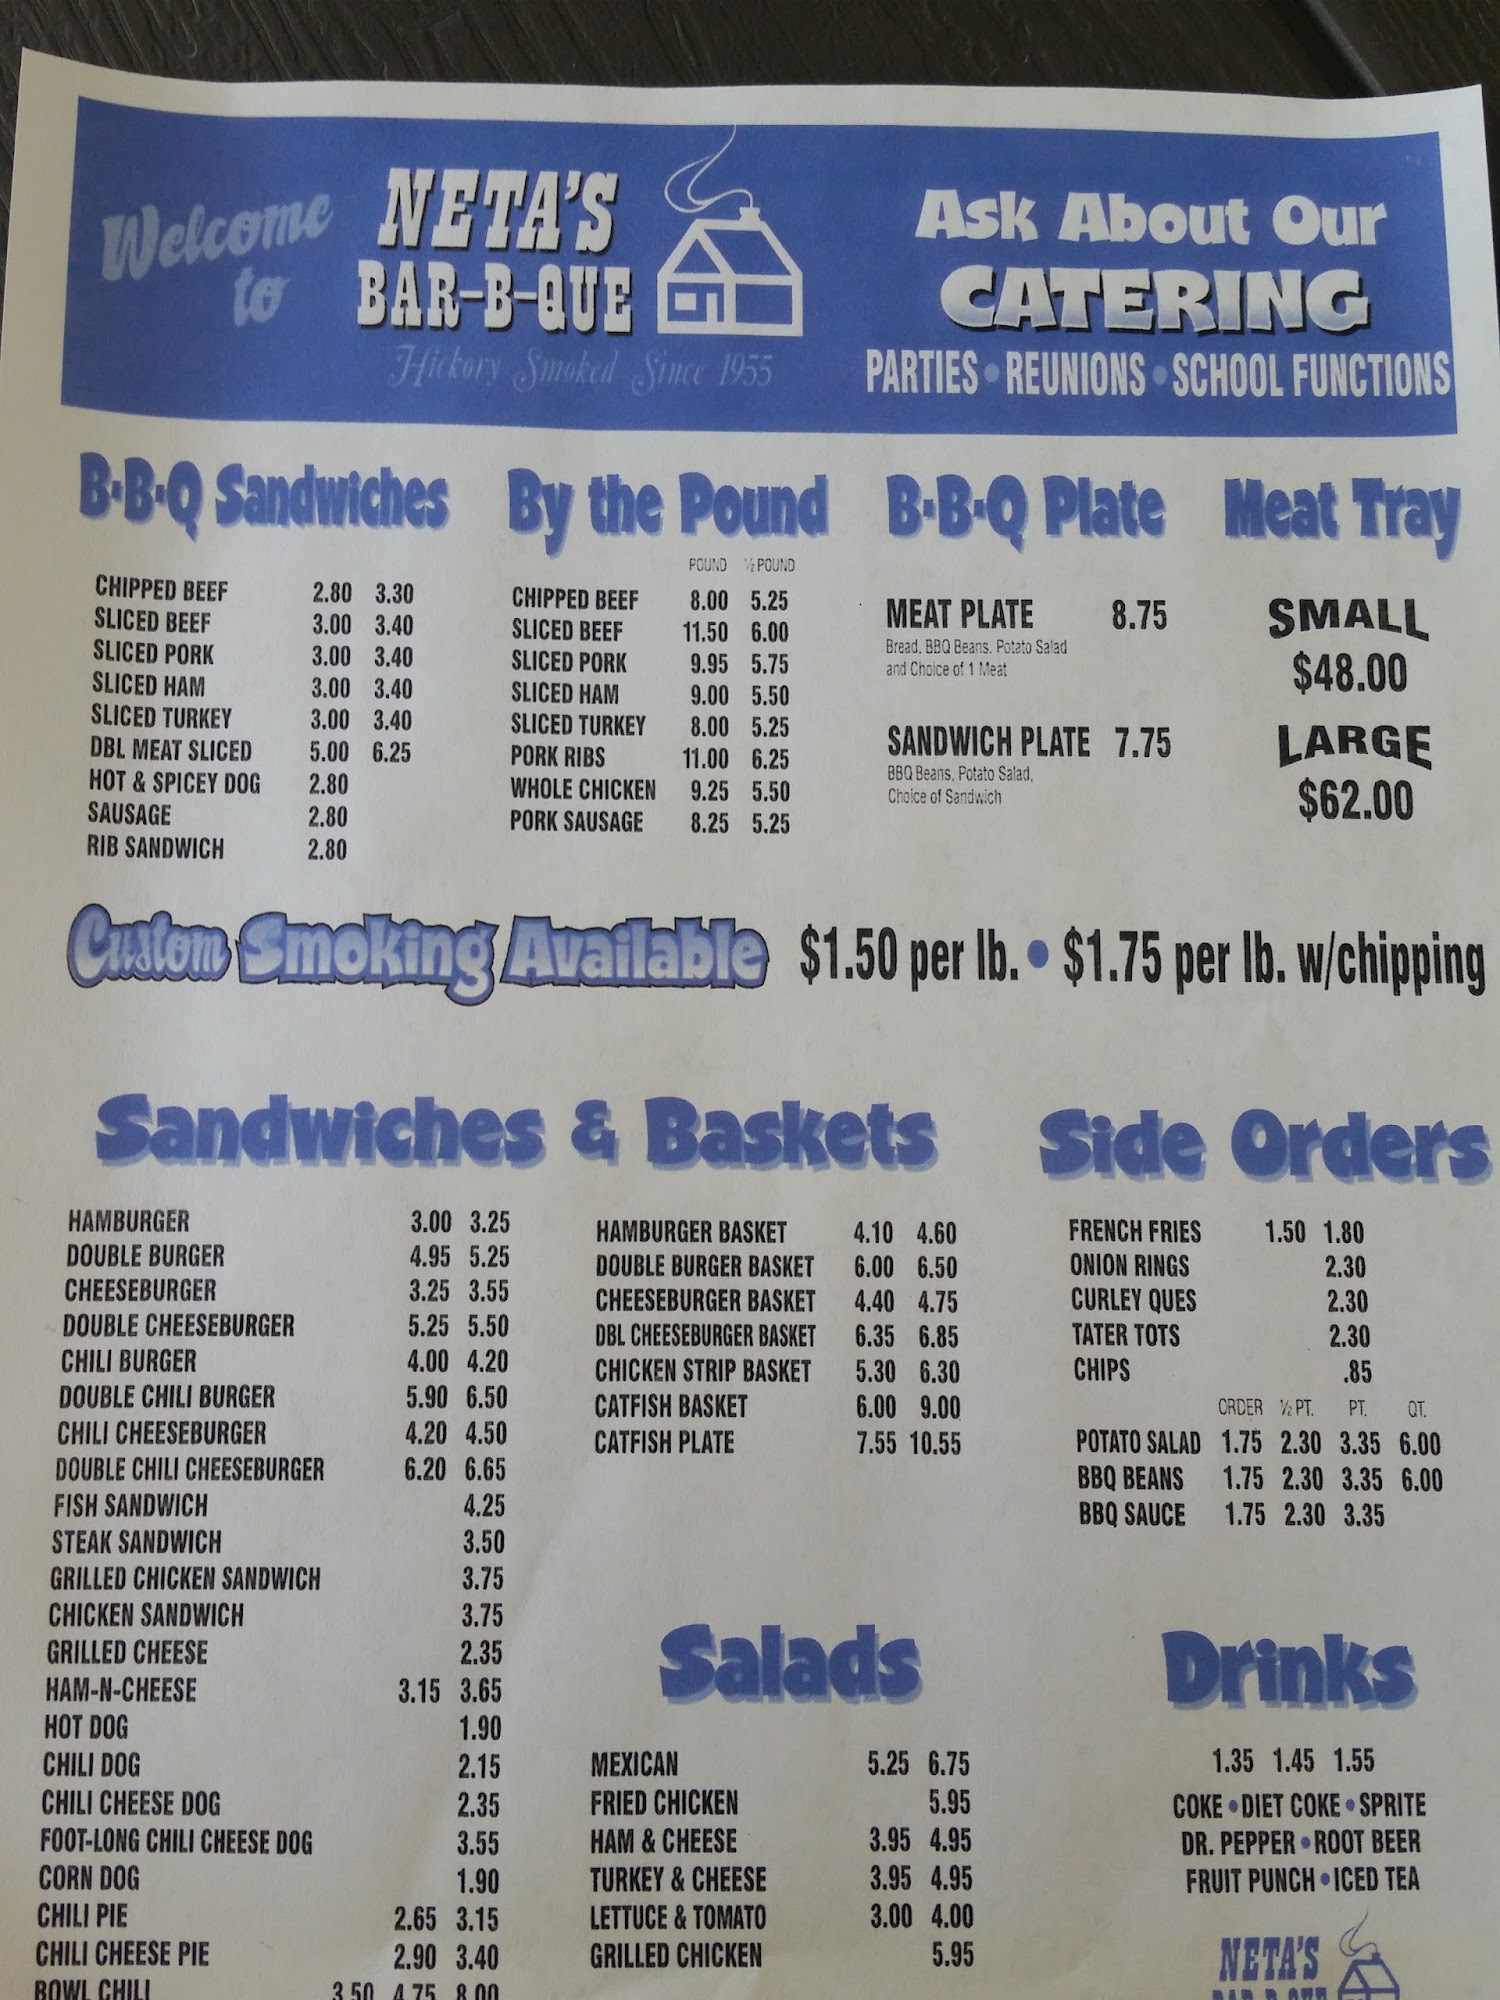 Welcome to
NETA'S
BAR-B-QUE
Hickory Smoked Since 1955
Ask About Our
CATERING
PARTIES • REUNIONS • SCHOOL FUNCTIONS
B•B•Q Sandwiches
CHIPPED BEEF 2.80 3.30
SLICED BEEF 3.00 3.40
SLICED PORK 3.00 3.40
SLICED HAM 3.00 3.40
SLICED TURKEY 3.00 3.40
DBL MEAT SLICED 5.00 6.25
HOT & SPICEY DOG 2.80
SAUSAGE 2.80
RIB SANDWICH 2.80
By the Pound
POUND ½ POUND
CHIPPED BEEF 8.00 5.25
SLICED BEEF 11.50 6.00
SLICED PORK 9.95 5.75
SLICED HAM 9.00 5.50
SLICED TURKEY 8.00 5.25
PORK RIBS 11.00 6.25
WHOLE CHICKEN 9.25 5.50
PORK SAUSAGE 8.25 5.25
B•B•Q Plate
MEAT PLATE 8.75
Bread, BBQ Beans, Potato Salad
and Choice of 1 Meat
SANDWICH PLATE 7.75
BBQ Beans, Potato Salad,
Choice of Sandwich
Meat Tray
SMALL
$48.00
LARGE
$62.00
Custom Smoking Available $1.50 per lb. • $1.75 per lb. w/chipping
Sandwiches & Baskets
HAMBURGER 3.00 3.25
DOUBLE BURGER 4.95 5.25
CHEESEBURGER 3.25 3.55
DOUBLE CHEESEBURGER 5.25 5.50
CHILI BURGER 4.00 4.20
DOUBLE CHILI BURGER 5.90 6.50
CHILI CHEESEBURGER 4.20 4.50
DOUBLE CHILI CHEESEBURGER 6.20 6.65
FISH SANDWICH 4.25
STEAK SANDWICH 3.50
GRILLED CHICKEN SANDWICH 3.75
CHICKEN SANDWICH 3.75
GRILLED CHEESE 2.35
HAM-N-CHEESE 3.15 3.65
HOT DOG 1.90
CHILI DOG 2.15
CHILI CHEESE DOG 2.35
FOOT-LONG CHILI CHEESE DOG 3.55
CORN DOG 1.90
CHILI PIE 2.65 3.15
CHILI CHEESE PIE 2.90 3.40
BOWL CHILI 3.50 4.75 8.00
HAMBURGER BASKET 4.10 4.60
DOUBLE BURGER BASKET 6.00 6.50
CHEESEBURGER BASKET 4.40 4.75
DBL CHEESEBURGER BASKET 6.35 6.85
CHICKEN STRIP BASKET 5.30 6.30
CATFISH BASKET 6.00 9.00
CATFISH PLATE 7.55 10.55
Side Orders
FRENCH FRIES 1.50 1.80
ONION RINGS 2.30
CURLEY QUES 2.30
TATER TOTS 2.30
CHIPS .85
ORDER ½ PT. PT. QT.
POTATO SALAD 1.75 2.30 3.35 6.00
BBQ BEANS 1.75 2.30 3.35 6.00
BBQ SAUCE 1.75 2.30 3.35
Salads
MEXICAN 5.25 6.75
FRIED CHICKEN 5.95
HAM & CHEESE 3.95 4.95
TURKEY & CHEESE 3.95 4.95
LETTUCE & TOMATO 3.00 4.00
GRILLED CHICKEN 5.95
Drinks
1.35 1.45 1.55
COKE • DIET COKE • SPRITE
DR. PEPPER • ROOT BEER
FRUIT PUNCH • ICED TEA
NETA'S
BAR-B-QUE